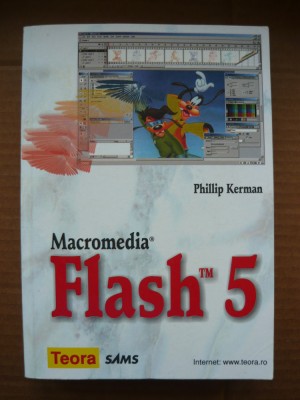 Phillip Kerman
Macromedia®
Flash™ 5
Teora SAMS
Internet: www.teora.ro